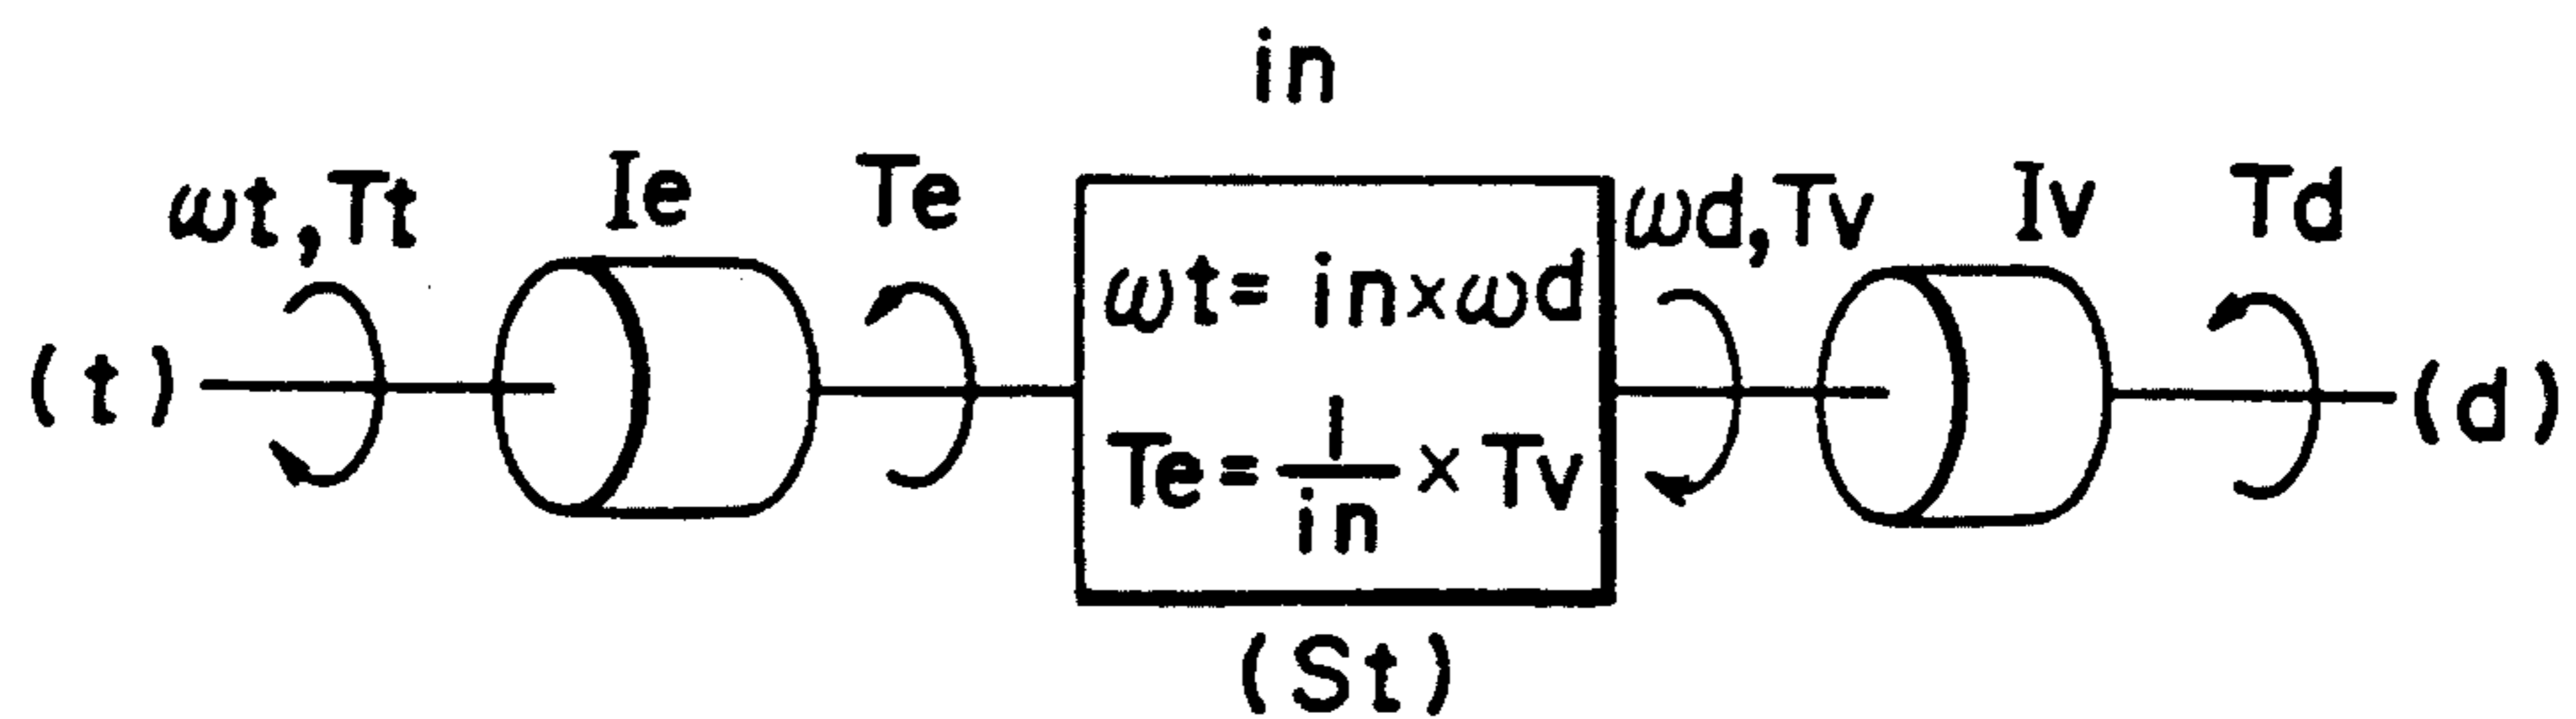 in
ωt,Tt Ie Te ωd,Tv Iv Td
ωt= in×ωd
(t) (d)
Te= 1/in × Tv
(St)